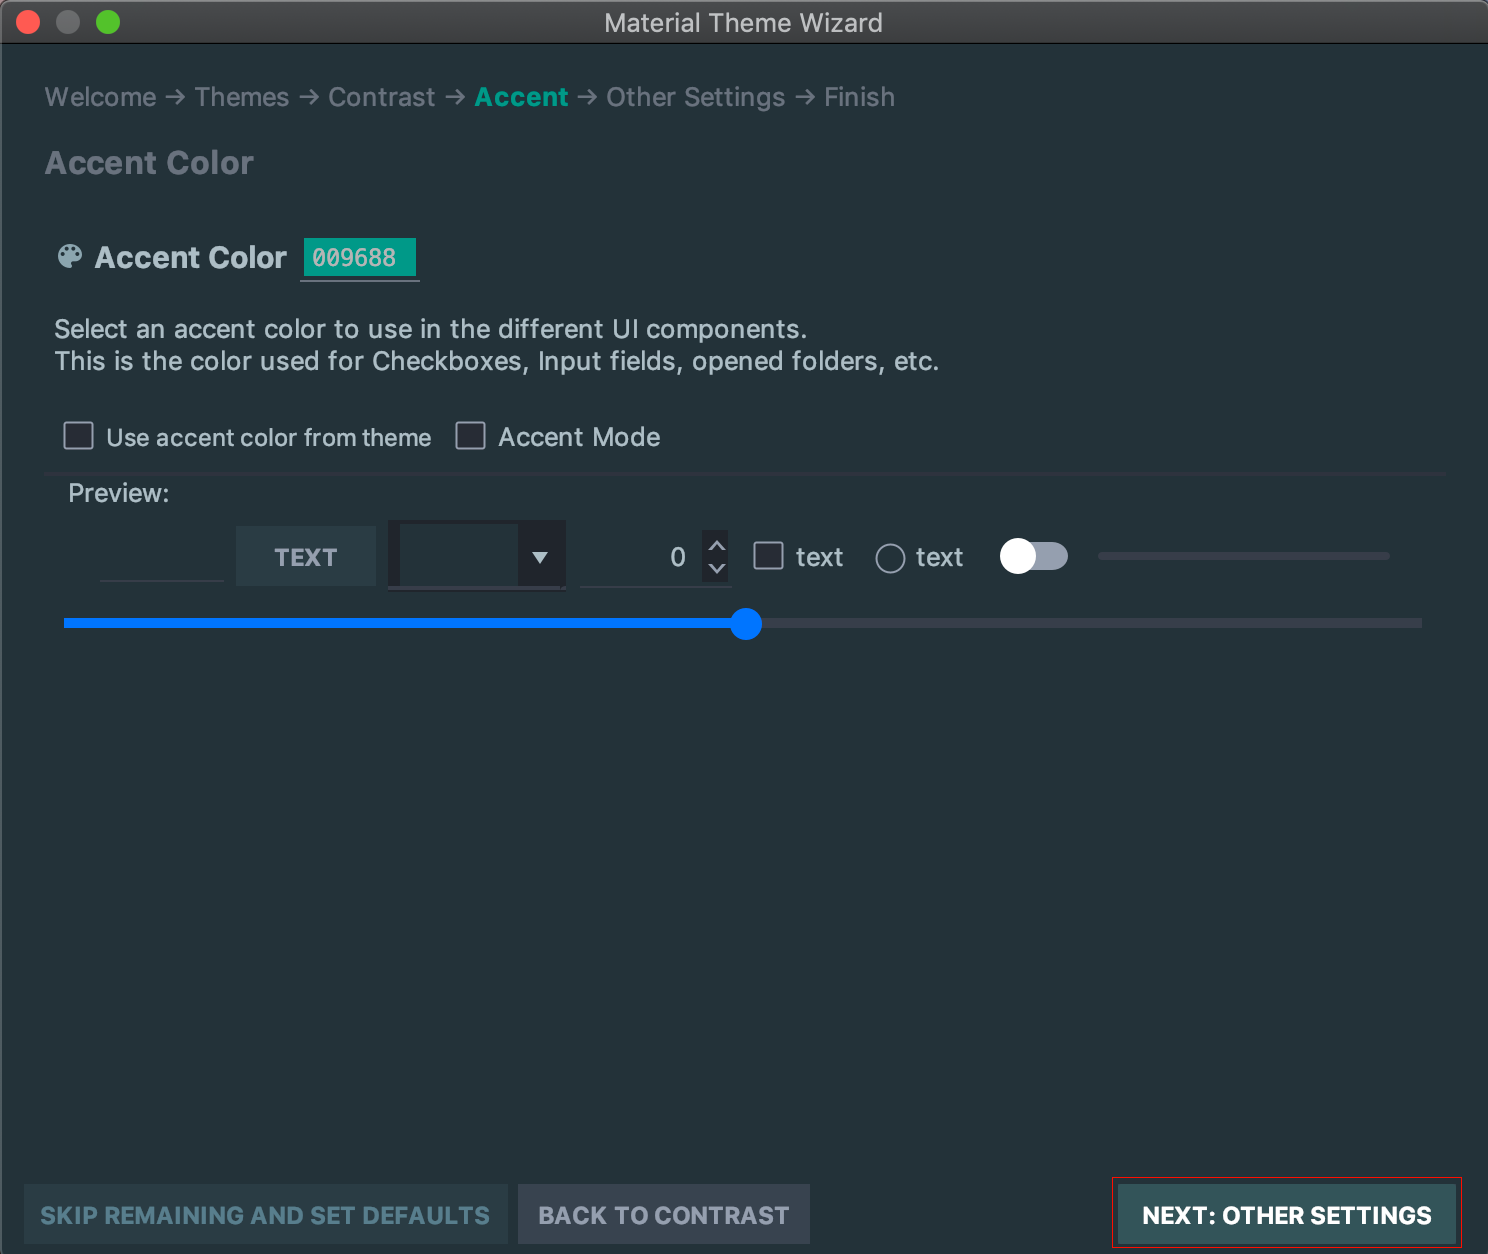 Material Theme Wizard
Welcome → Themes → Contrast → Accent → Other Settings → Finish
Accent Color
Accent Color 009688
Select an accent color to use in the different UI components.
This is the color used for Checkboxes, Input fields, opened folders, etc.
Use accent color from theme Accent Mode
Preview:
TEXT 0 text text
SKIP REMAINING AND SET DEFAULTS BACK TO CONTRAST NEXT: OTHER SETTINGS